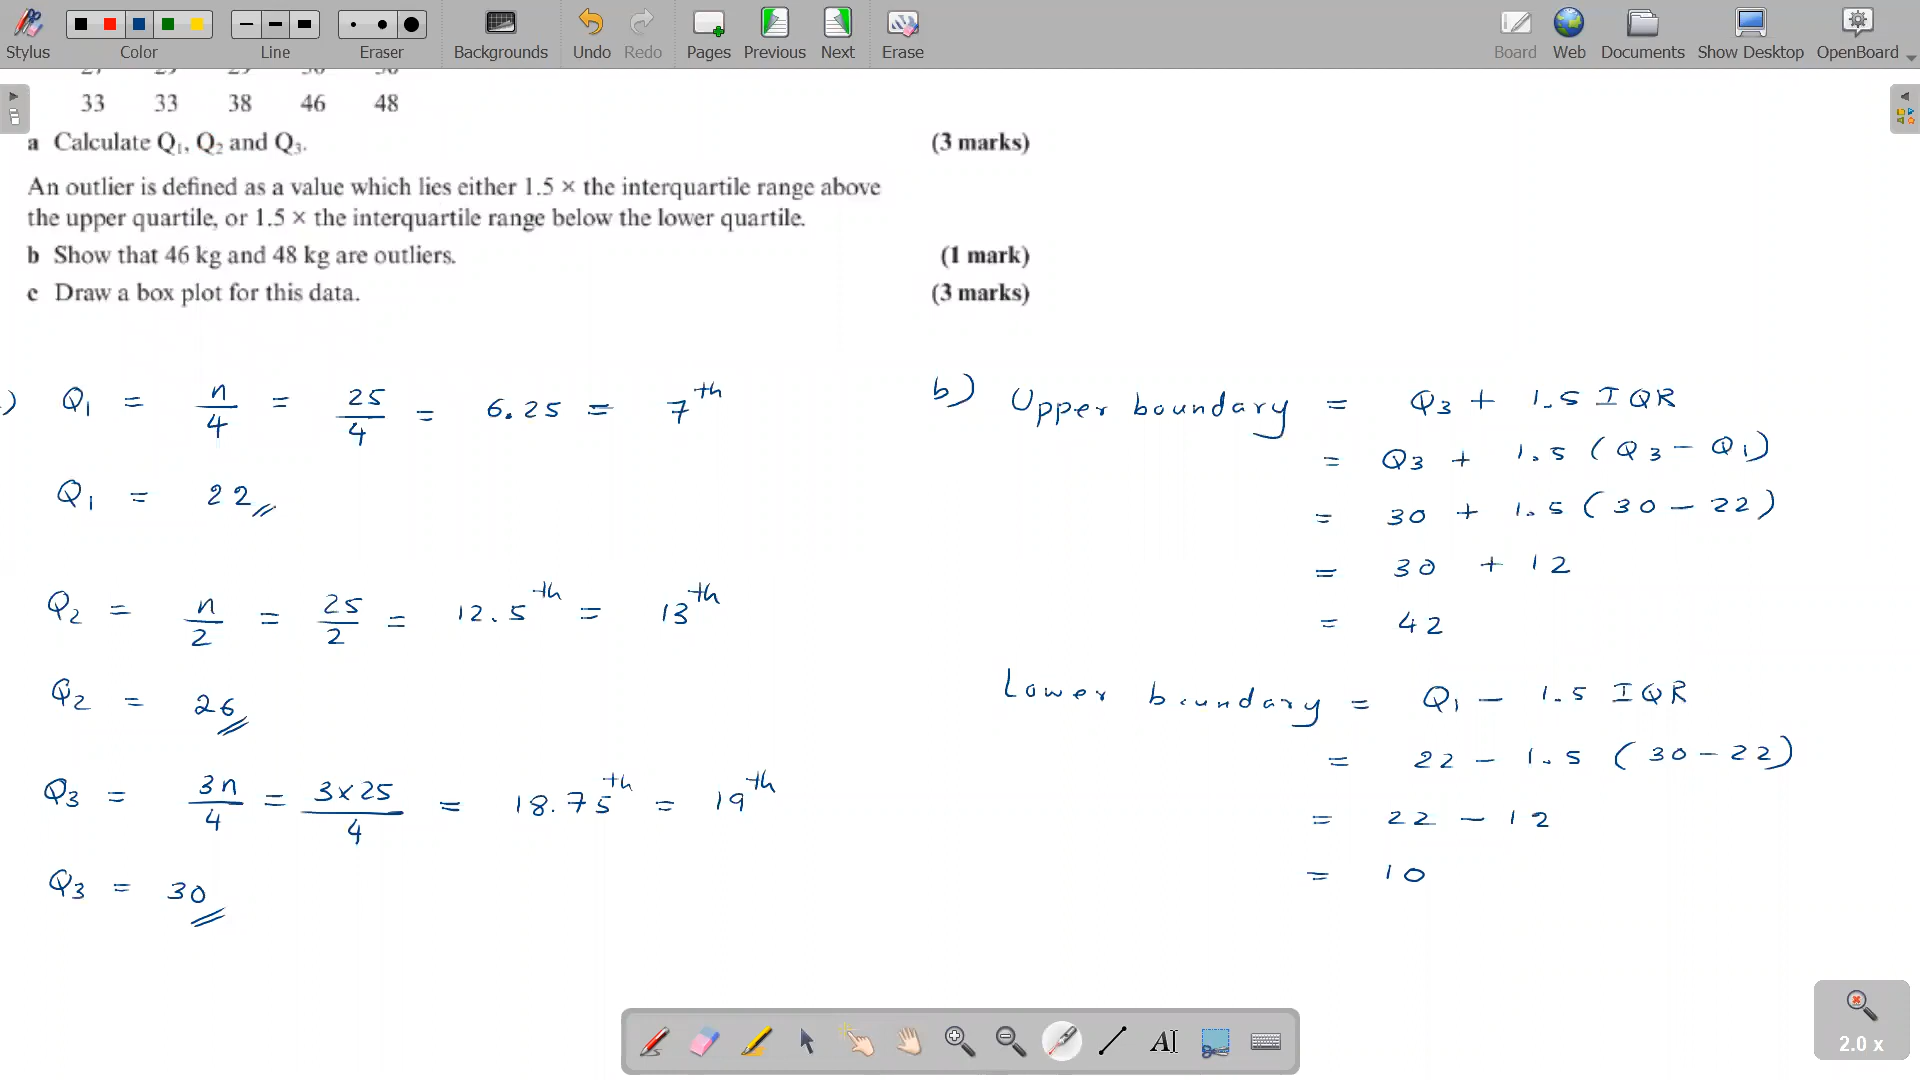 Stylus Color Line Eraser Backgrounds Undo Redo Pages Previous Next Erase Board Web Documents Show Desktop OpenBoard
33 33 38 46 48
a Calculate Q₁, Q₂ and Q₃. (3 marks)
An outlier is defined as a value which lies either 1.5 × the interquartile range above
the upper quartile, or 1.5 × the interquartile range below the lower quartile.
b Show that 46 kg and 48 kg are outliers. (1 mark)
c Draw a box plot for this data. (3 marks)
) Q₁ = n/4 = 25/4 = 6.25 = 7th
Q₁ = 22
Q₂ = n/2 = 25/2 = 12.5th = 13th
Q₂ = 26
Q₃ = 3n/4 = 3×25/4 = 18.75th = 19th
Q₃ = 30
b) Upper boundary = Q₃ + 1.5 IQR
= Q₃ + 1.5 (Q₃ − Q₁)
= 30 + 1.5 (30 − 22)
= 30 + 12
= 42
Lower boundary = Q₁ − 1.5 IQR
= 22 − 1.5 (30 − 22)
= 22 − 12
= 10
2.0 x